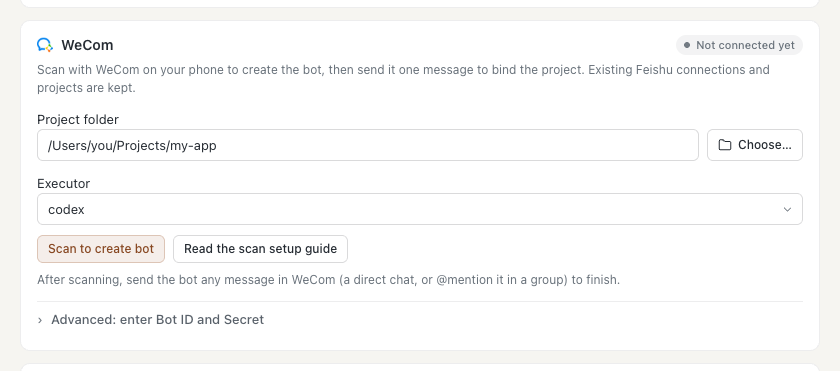 WeCom
Not connected yet
Scan with WeCom on your phone to create the bot, then send it one message to bind the project. Existing Feishu connections and
projects are kept.
Project folder
/Users/you/Projects/my-app
Choose...
Executor
codex
Scan to create bot
Read the scan setup guide
After scanning, send the bot any message in WeCom (a direct chat, or @mention it in a group) to finish.
Advanced: enter Bot ID and Secret